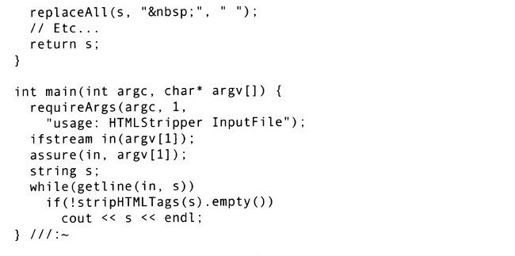 replaceAll(s, "&nbsp;", " ");
// Etc...
return s;
}
int main(int argc, char* argv[]) {
requireArgs(argc, 1,
"usage: HTMLStripper InputFile");
ifstream in(argv[1]);
assure(in, argv[1]);
string s;
while(getline(in, s))
if(!stripHTMLTags(s).empty())
cout << s << endl;
} ///:~